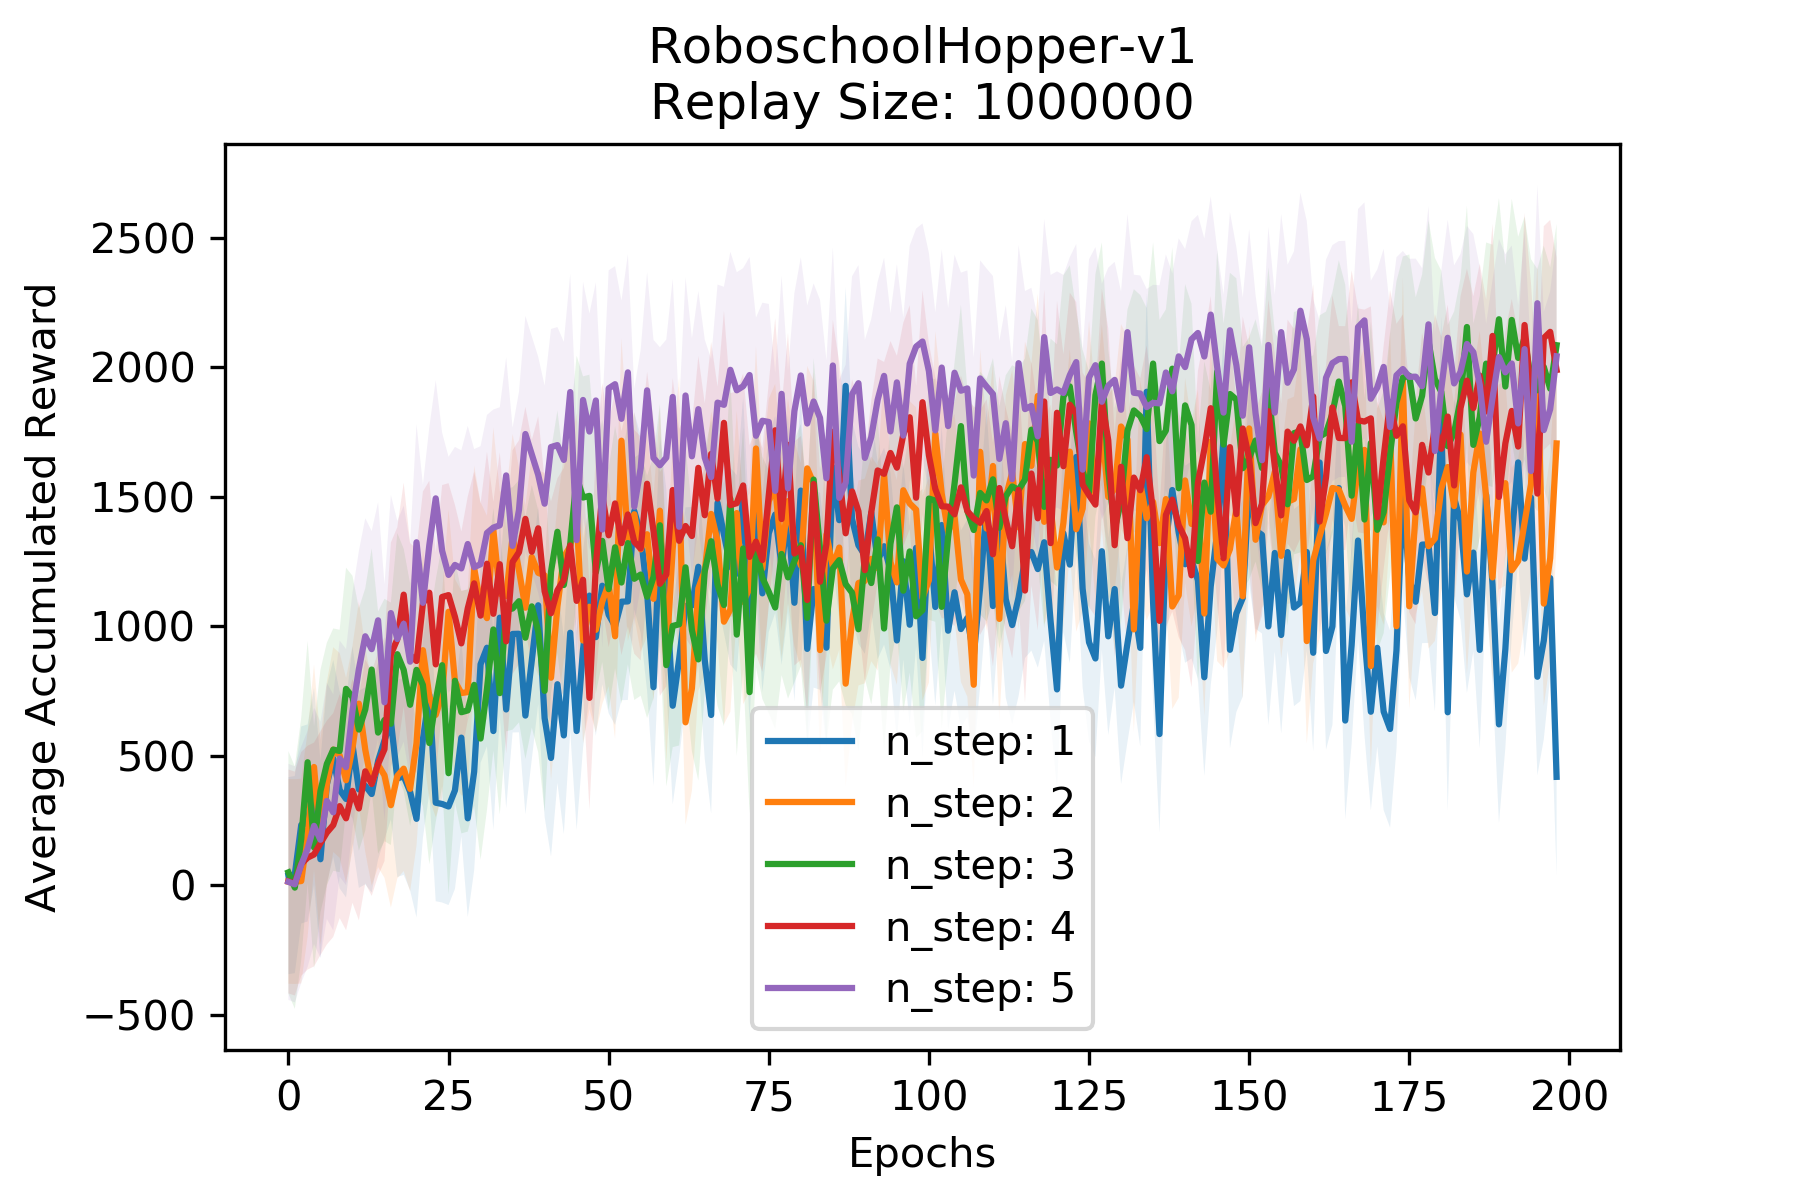 RoboschoolHopper-v1
Replay Size: 1000000
Average Accumulated Reward
2500
2000
1500
1000
500
0
−500
n_step: 1
n_step: 2
n_step: 3
n_step: 4
n_step: 5
0 25 50 75 100 125 150 175 200
Epochs